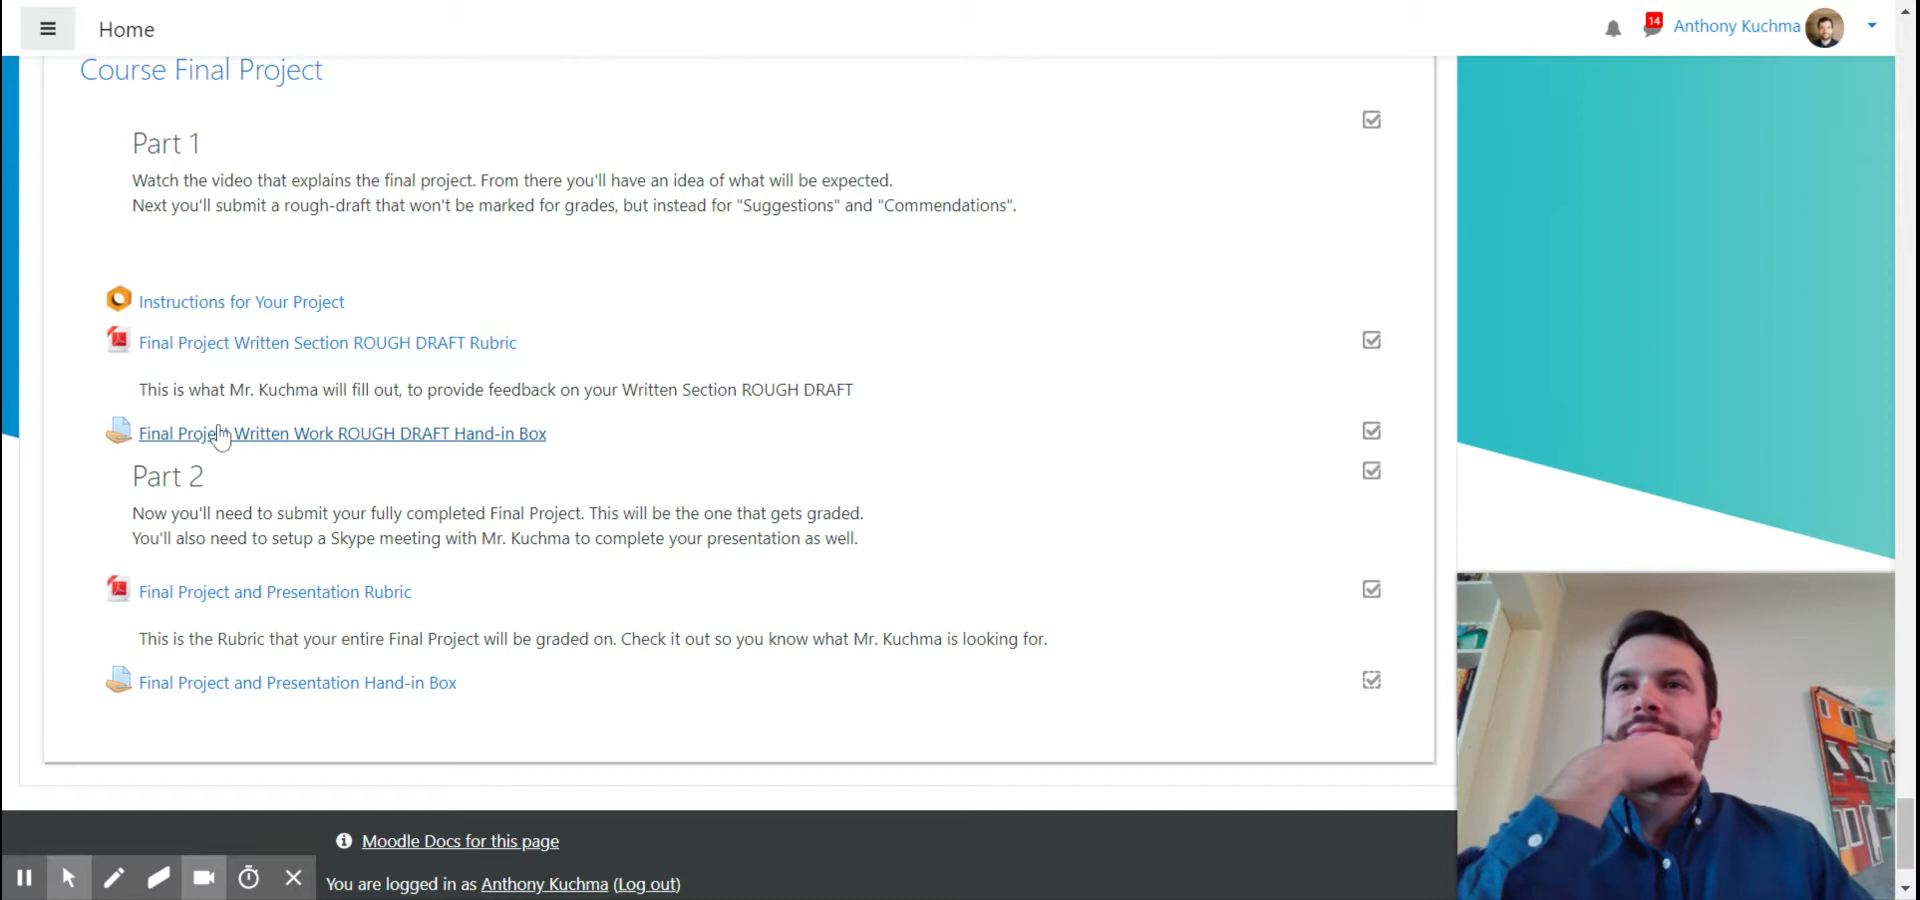 Home
14
Anthony Kuchma
Course Final Project
Part 1
Watch the video that explains the final project. From there you'll have an idea of what will be expected.
Next you'll submit a rough-draft that won't be marked for grades, but instead for "Suggestions" and "Commendations".
Instructions for Your Project
Final Project Written Section ROUGH DRAFT Rubric
This is what Mr. Kuchma will fill out, to provide feedback on your Written Section ROUGH DRAFT
Final Project Written Work ROUGH DRAFT Hand-in Box
Part 2
Now you'll need to submit your fully completed Final Project. This will be the one that gets graded.
You'll also need to setup a Skype meeting with Mr. Kuchma to complete your presentation as well.
Final Project and Presentation Rubric
This is the Rubric that your entire Final Project will be graded on. Check it out so you know what Mr. Kuchma is looking for.
Final Project and Presentation Hand-in Box
Moodle Docs for this page
You are logged in as Anthony Kuchma (Log out)